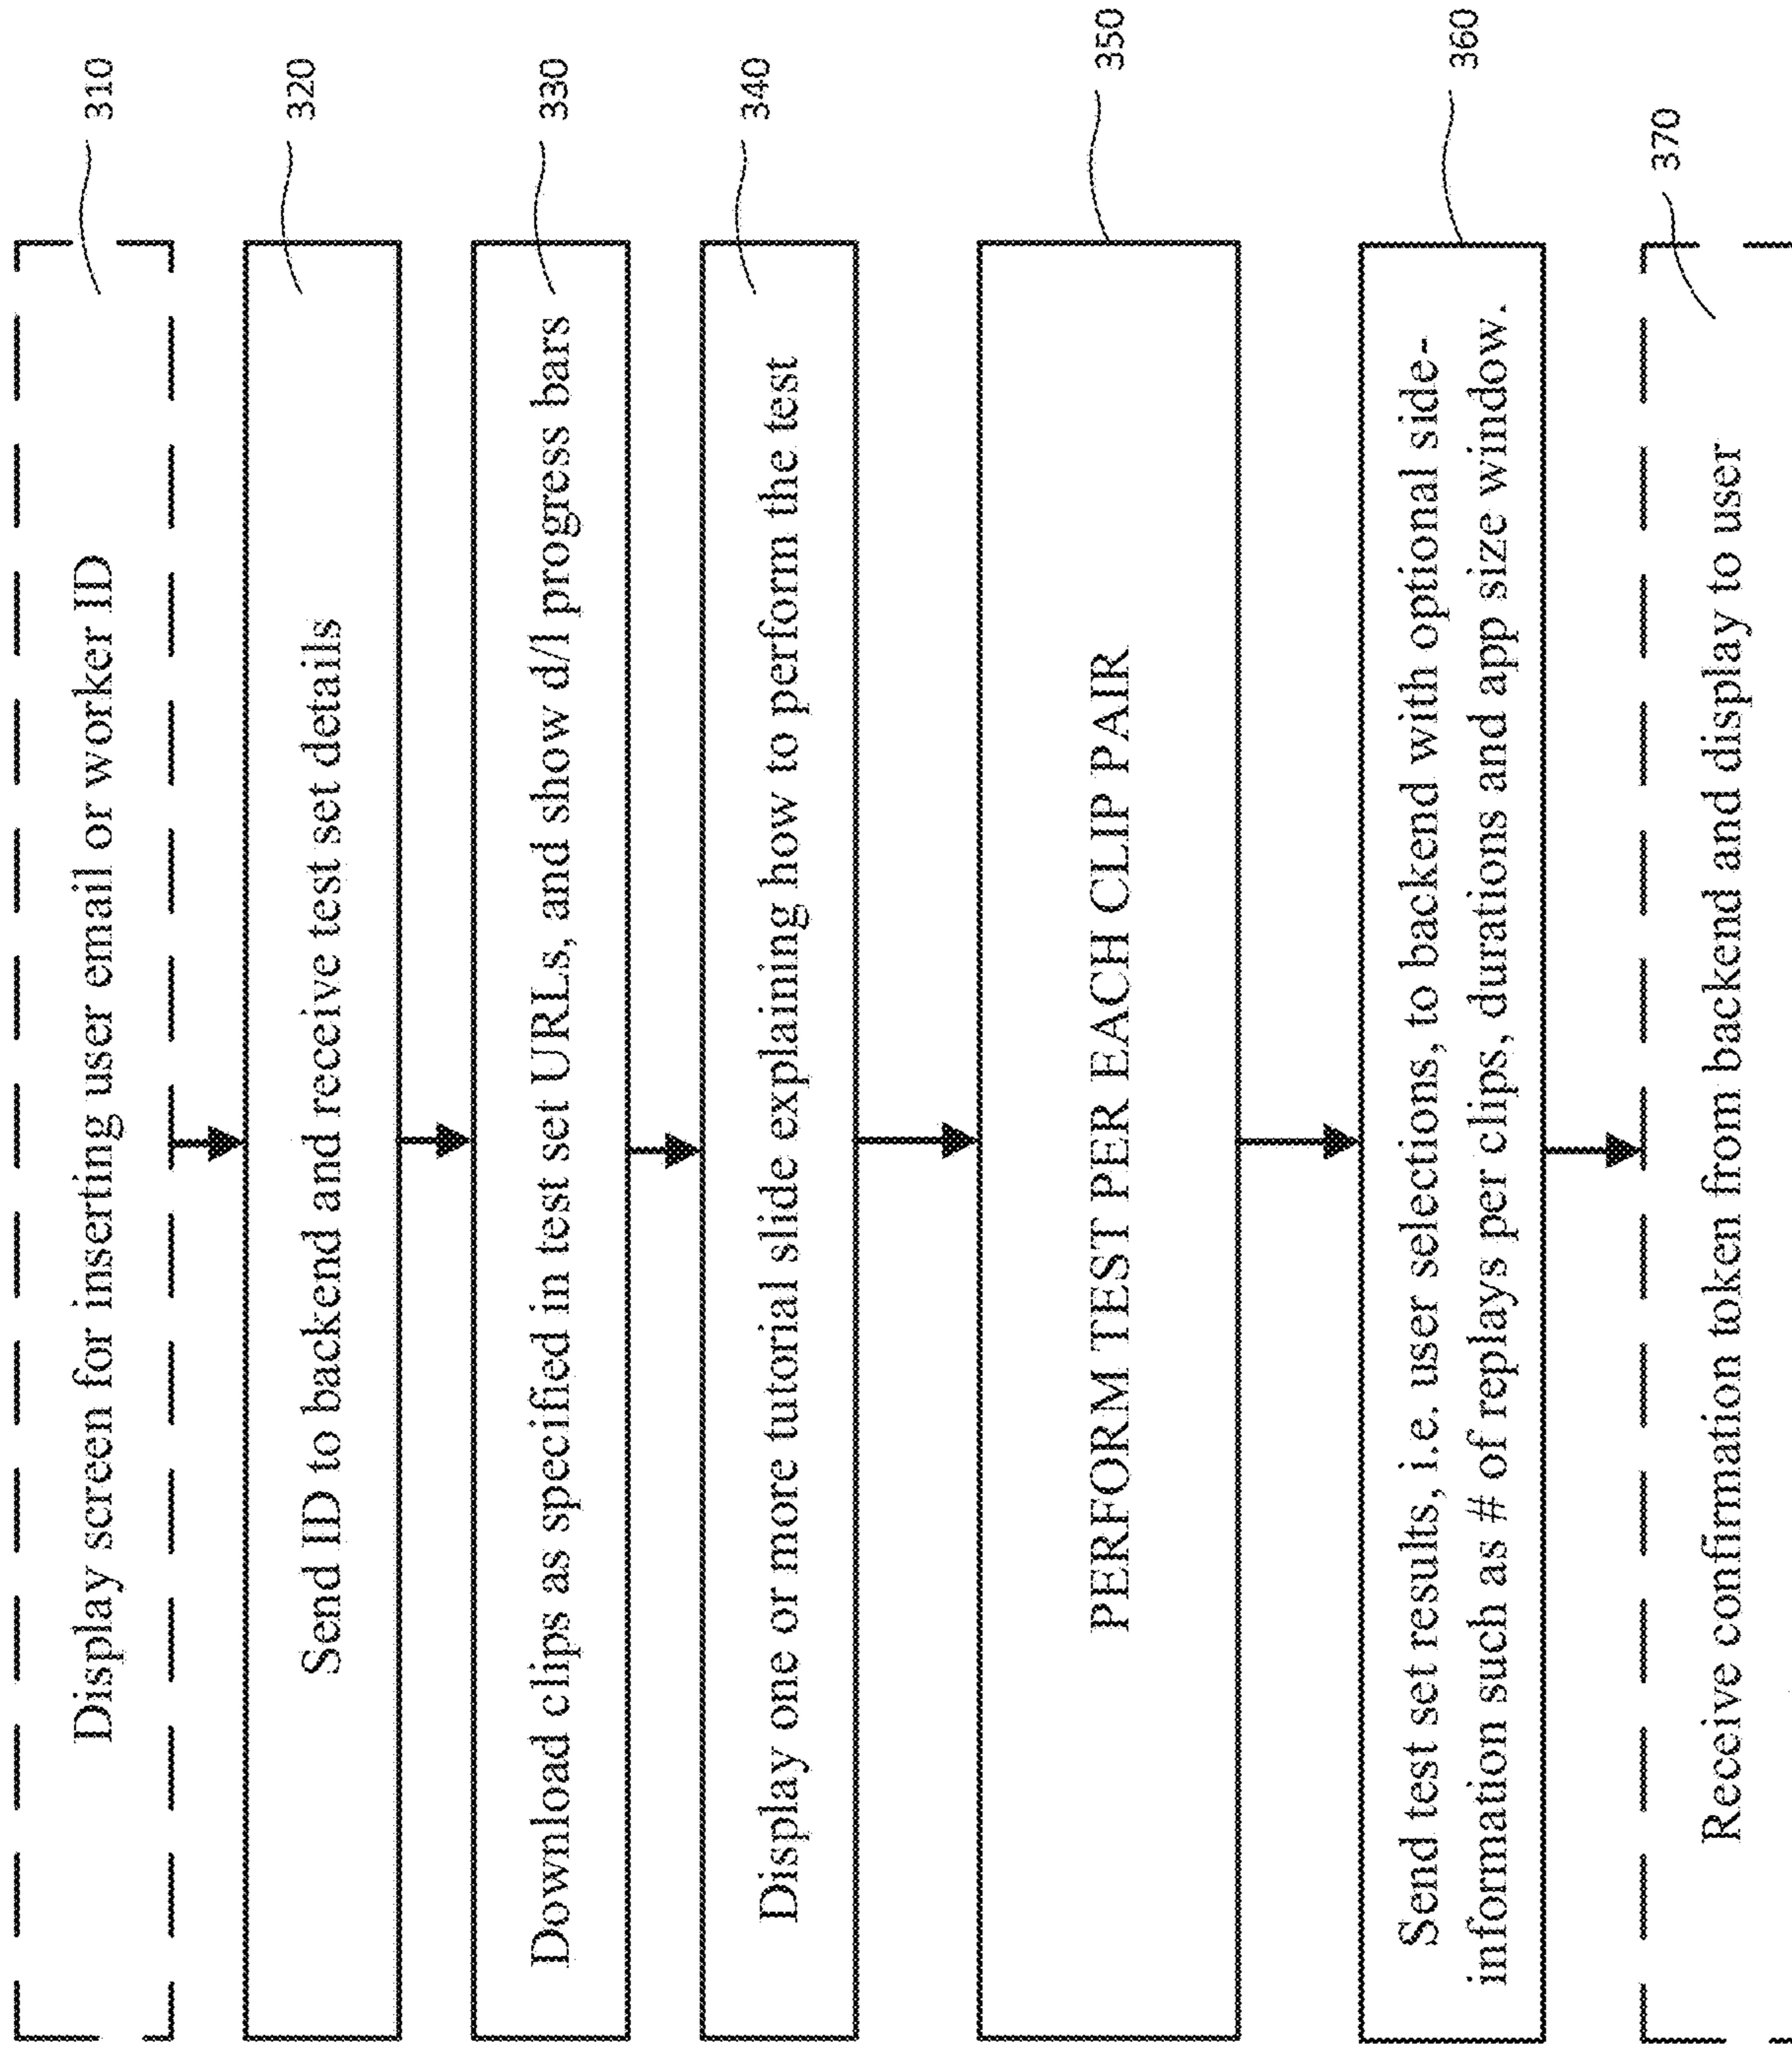 Display screen for inserting user email or worker ID
310
Send ID to backend and receive test set details
320
Download clips as specified in test set URLs, and show d/l progress bars
330
Display one or more tutorial slide explaining how to perform the test
340
PERFORM TEST PER EACH CLIP PAIR
350
Send test set results, i.e. user selections, to backend with optional side-
information such as # of replays per clips, durations and app size window.
360
Receive confirmation token from backend and display to user
370